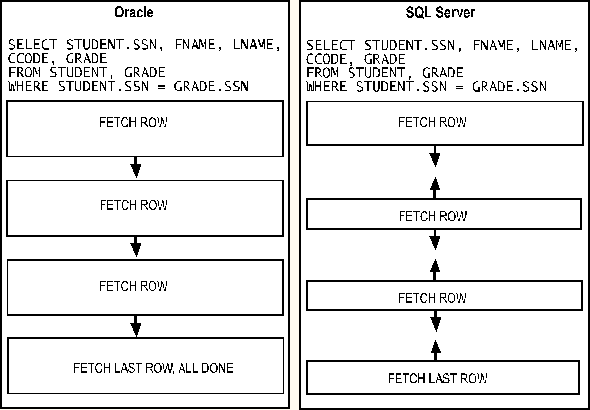 Oracle
SELECT STUDENT.SSN, FNAME, LNAME,
CCODE, GRADE
FROM STUDENT, GRADE
WHERE STUDENT.SSN = GRADE.SSN
FETCH ROW
FETCH ROW
FETCH ROW
FETCH LAST ROW, ALL DONE
SQL Server
SELECT STUDENT.SSN, FNAME, LNAME,
CCODE, GRADE
FROM STUDENT, GRADE
WHERE STUDENT.SSN = GRADE.SSN
FETCH ROW
FETCH ROW
FETCH ROW
FETCH LAST ROW